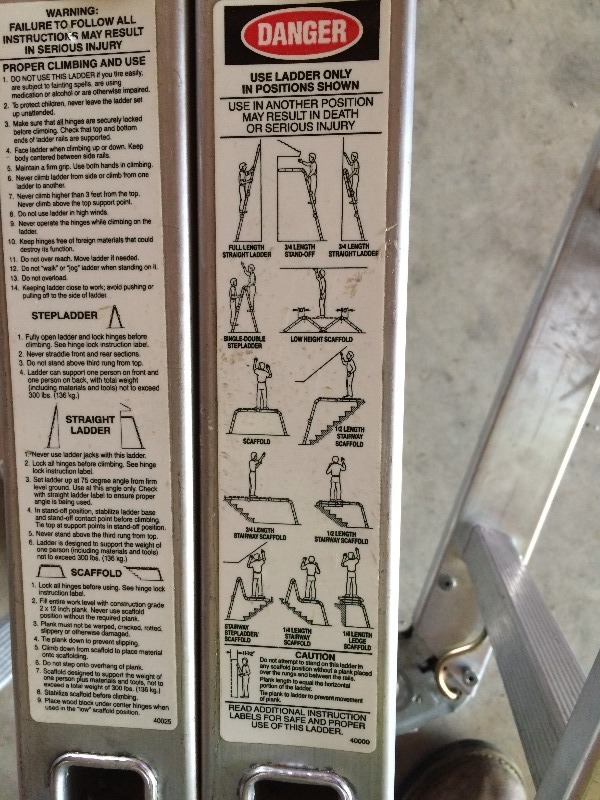 WARNING:
FAILURE TO FOLLOW ALL
INSTRUCTIONS MAY RESULT
IN SERIOUS INJURY
PROPER CLIMBING AND USE
1. DO NOT USE THIS LADDER if you tire easily,
are subject to fainting spells, are using
medication or alcohol or are otherwise impaired.
2. To protect children, never leave the ladder set
up unattended.
3. Make sure that all hinges are securely locked
before climbing. Check that top and bottom
ends of ladder rails are supported.
4. Face ladder when climbing up or down. Keep
body centered between side rails.
5. Maintain a firm grip. Use both hands in climbing.
6. Never climb ladder from side or climb from one
ladder to another.
7. Never climb higher than 3 feet from the top.
Never climb above the top support point.
8. Do not use ladder in high winds.
9. Never operate the hinges while climbing on the
ladder.
10. Keep hinges free of foreign materials that could
destroy its function.
11. Do not over reach. Move ladder if needed.
12. Do not "walk" or "jog" ladder when standing on it.
13. Do not overload.
14. Keeping ladder close to work; avoid pushing or
pulling off to the side of ladder.
STEPLADDER
1. Fully open ladder and lock hinges before
climbing. See hinge lock instruction label.
2. Never straddle front and rear sections.
3. Do not stand above third rung from top.
4. Ladder can support one person on front and
one person on back, with total weight
(including materials and tools) not to exceed
300 lbs. (136 kg.)
STRAIGHT
LADDER
1. Never use ladder jacks with this ladder.
2. Lock all hinges before climbing. See hinge
lock instruction label.
3. Set ladder up at 75 degree angle from firm
level ground. Use at this angle only. Check
with straight ladder label to ensure proper
angle is being used.
4. In stand-off position, stabilize ladder base
and stand-off contact point before climbing.
Tie top at support points in stand-off position.
5. Never stand above the third rung from top.
6. Ladder is designed to support the weight of
one person (including materials and tools)
not to exceed 300 lbs. (136 kg.)
SCAFFOLD
1. Lock all hinges before using. See hinge lock
instruction label.
2. Fill entire work level with construction grade
2 x 12 inch plank. Never use scaffold
position without the required plank.
3. Plank must not be warped, cracked, rotted,
slippery or otherwise damaged.
4. Tie plank down to prevent slipping.
5. Climb down from scaffold to place material
onto scaffolding.
6. Do not step onto overhang of plank.
7. Scaffold designed to support the weight of
one person plus materials and tools, not to
exceed a total weight of 300 lbs. (136 kg.)
8. Stabilize scaffold before climbing.
9. Place wood block under center hinges when
used in the "low" scaffold position.
40025
DANGER
USE LADDER ONLY
IN POSITIONS SHOWN
USE IN ANOTHER POSITION
MAY RESULT IN DEATH
OR SERIOUS INJURY
FULL LENGTH
STRAIGHT LADDER
3/4 LENGTH
STAND-OFF
3/4 LENGTH
STRAIGHT LADDER
SINGLE-DOUBLE
STEPLADDER
LOW HEIGHT SCAFFOLD
SCAFFOLD
1/2 LENGTH
STAIRWAY
SCAFFOLD
3/4 LENGTH
STAIRWAY SCAFFOLD
1/2 LENGTH
STAIRWAY SCAFFOLD
STAIRWAY
STEPLADDER/
SCAFFOLD
LENGTH
STAIRWAY
SCAFFOLD
LENGTH
LEDGE
SCAFFOLD
CAUTION
Do not attempt to stand on this ladder in
any scaffold position without a plank placed
over the rungs and between the rails.
Plank length to equal the horizontal
portion of the ladder.
Tie plank to ladder to prevent movement
of plank.
READ ADDITIONAL INSTRUCTION
LABELS FOR SAFE AND PROPER
USE OF THIS LADDER.
40000